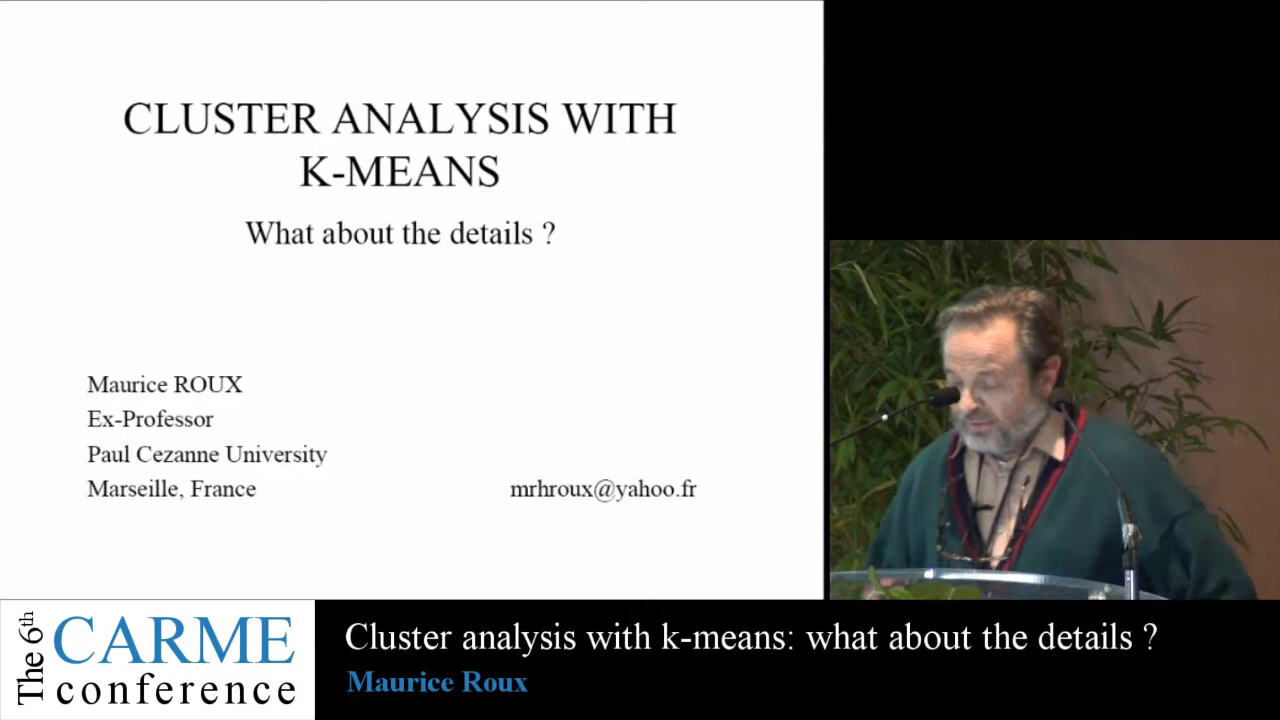 CLUSTER ANALYSIS WITH
K-MEANS
What about the details ?
Maurice ROUX
Ex-Professor
Paul Cezanne University
Marseille, France
mrhroux@yahoo.fr
The 6th
CARME
conference
Cluster analysis with k-means: what about the details ?
Maurice Roux